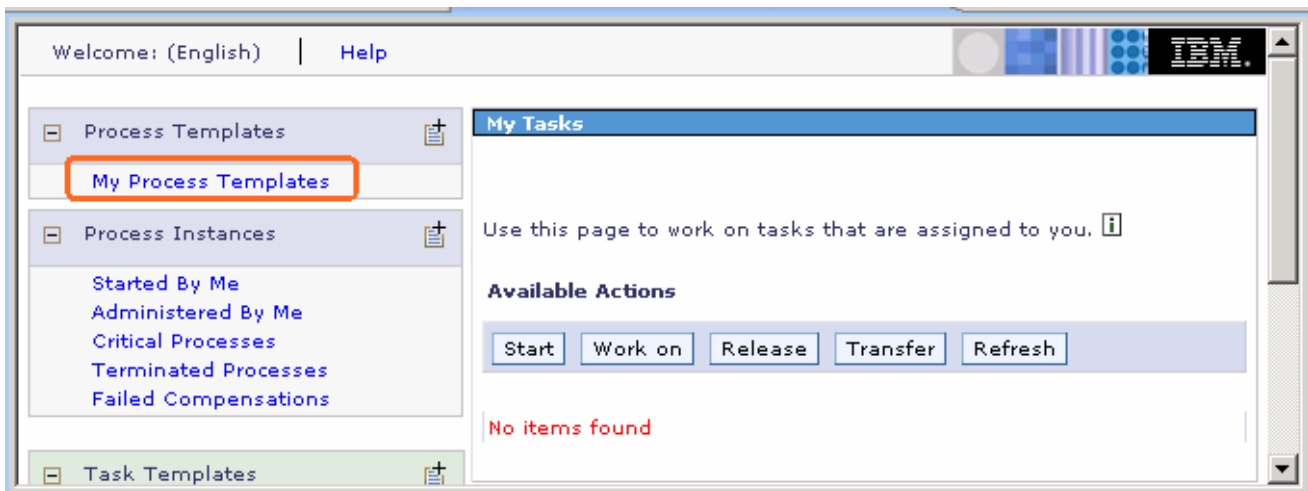 Welcome: (English) Help
IBM.
Process Templates
My Process Templates
Process Instances
Started By Me
Administered By Me
Critical Processes
Terminated Processes
Failed Compensations
Task Templates
My Tasks
Use this page to work on tasks that are assigned to you. i
Available Actions
Start Work on Release Transfer Refresh
No items found